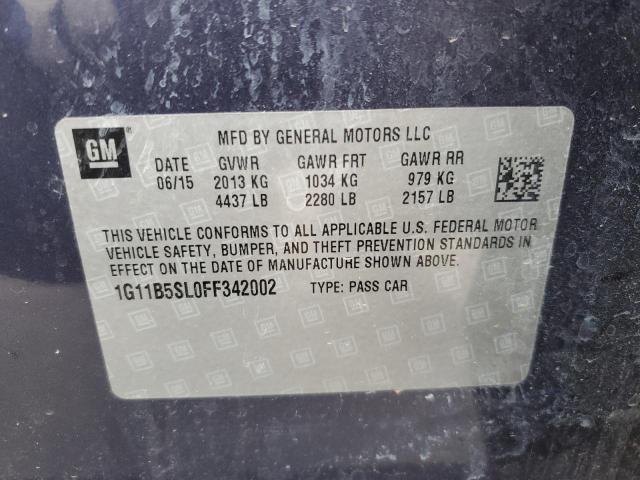 GM
MFD BY GENERAL MOTORS LLC
DATE GVWR GAWR FRT GAWR RR
06/15 2013 KG 1034 KG 979 KG
4437 LB 2280 LB 2157 LB
THIS VEHICLE CONFORMS TO ALL APPLICABLE U.S. FEDERAL MOTOR
VEHICLE SAFETY, BUMPER, AND THEFT PREVENTION STANDARDS IN
EFFECT ON THE DATE OF MANUFACTURE SHOWN ABOVE.
1G11B5SL0FF342002 TYPE: PASS CAR